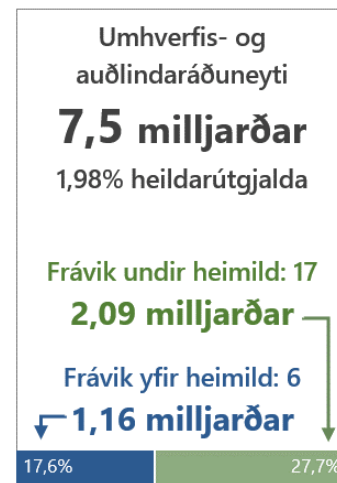 Umhverfis- og
auðlindaráðuneyti
7,5 milljarðar
1,98% heildarútgjalda
Frávik undir heimild: 17
2,09 milljarðar
Frávik yfir heimild: 6
1,16 milljarðar
17,6% 27,7%